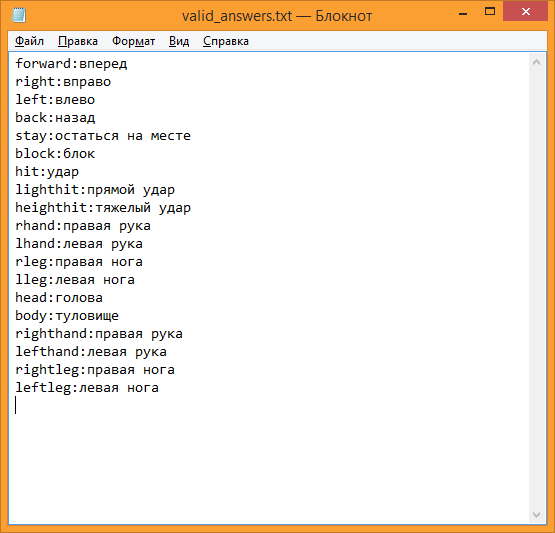 valid_answers.txt — Блокнот
Файл Правка Формат Вид Справка
forward:вперед
right:вправо
left:влево
back:назад
stay:остаться на месте
block:блок
hit:удар
lighthit:прямой удар
heighthit:тяжелый удар
rhand:правая рука
lhand:левая рука
rleg:правая нога
lleg:левая нога
head:голова
body:туловище
righthand:правая рука
lefthand:левая рука
rightleg:правая нога
leftleg:левая нога